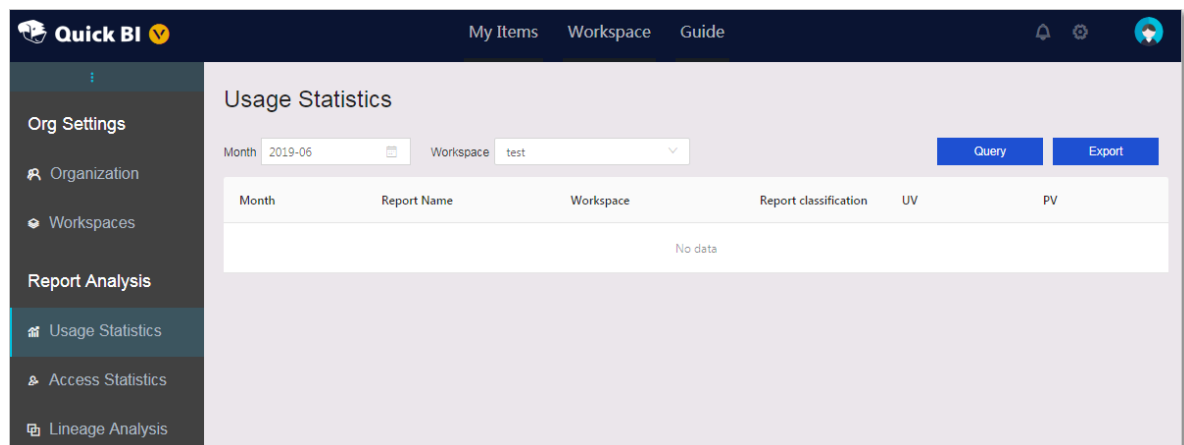 Quick BI
My Items Workspace Guide
Org Settings
Organization
Workspaces
Report Analysis
Usage Statistics
Access Statistics
Lineage Analysis
Usage Statistics
Month 2019-06 Workspace test Query Export
Month Report Name Workspace Report classification UV PV
No data